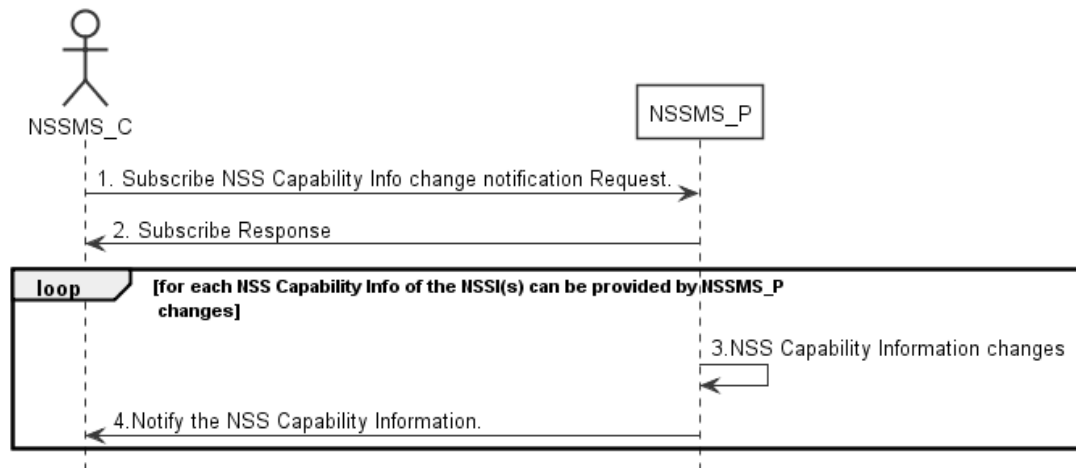 NSSMS_C
NSSMS_P
1. Subscribe NSS Capability Info change notification Request.
2. Subscribe Response
loop
[for each NSS Capability Info of the NSSI(s) can be provided by NSSMS_P
changes]
3.NSS Capability Information changes
4.Notify the NSS Capability Information.